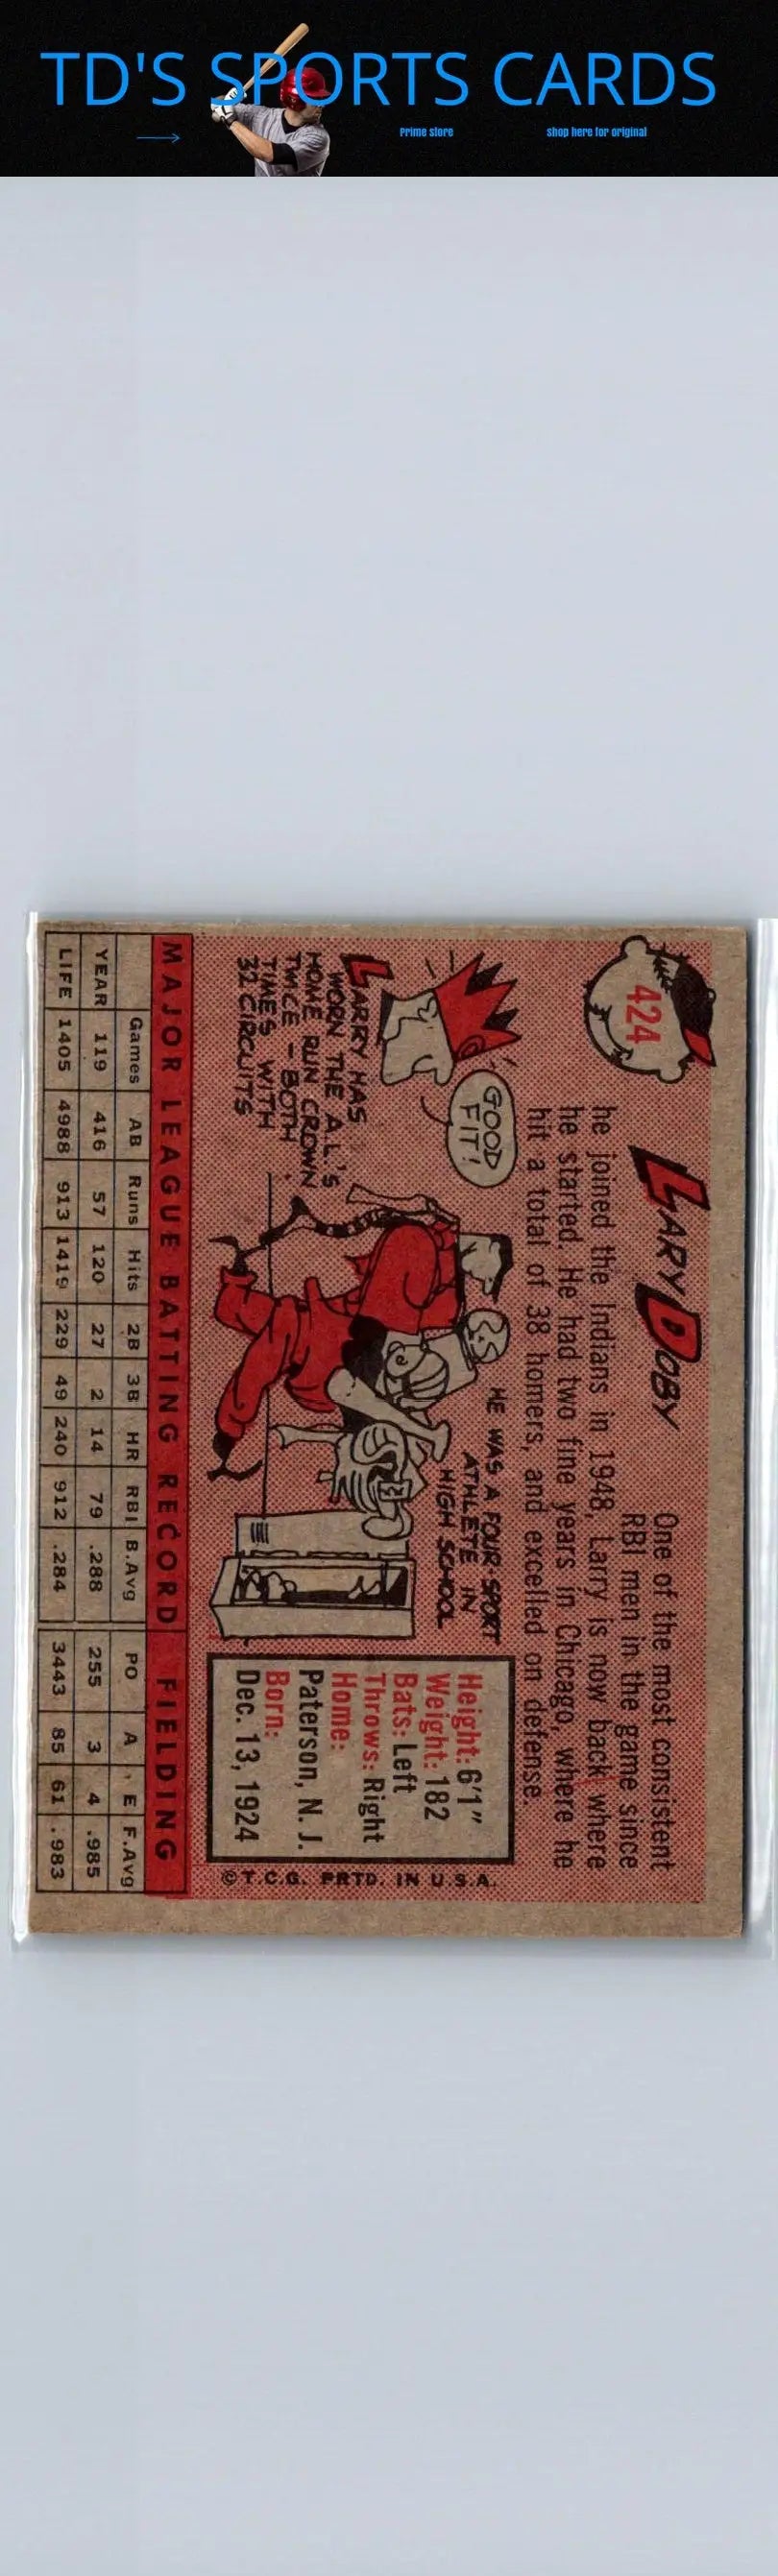 TD'S SPORTS CARDS
Prime store
shop here for original
424
LARY DOBY
One of the most consistent
RBI men in the game since
he joined the Indians in 1948, Larry is now back where
he started. He had two fine years in Chicago, where he
hit a total of 38 homers, and excelled on defense.
GOOD
FIT!
LARRY HAS
WORN THE A.L.'S
HOME RUN CROWN
TWICE - BOTH
TIMES WITH
32 CIRCUITS
HE WAS A FOUR-SPORT
ATHLETE IN
HIGH SCHOOL
Height: 6'1"
Weight: 182
Bats: Left
Throws: Right
Home:
Paterson, N. J.
Born:
Dec. 13, 1924
©T.C.G. PRTD. IN U.S.A.
MAJOR LEAGUE BATTING RECORD FIELDING
Games AB Runs Hits 2B 3B HR RBI B.Avg PO A E F.Avg
YEAR 119 416 57 120 27 2 14 79 .288 255 3 4 .985
LIFE 1405 4988 913 1419 229 49 240 912 .284 3443 85 61 .983